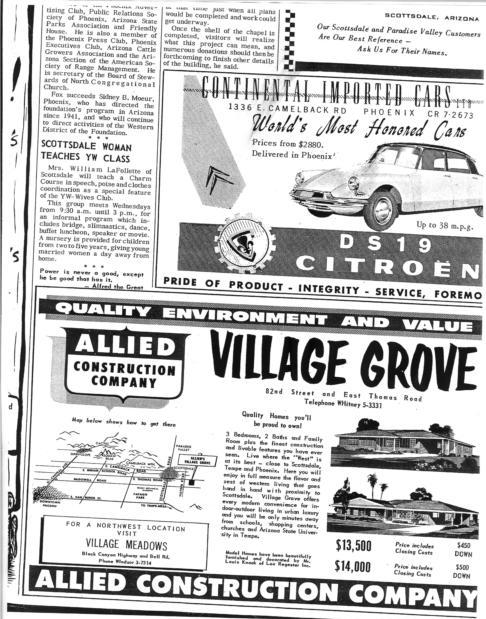 tising Club, Public Relations So-
ciety of Phoenix, Arizona State
Parks Association and Friendly
House. He is also a member of
the Phoenix Press Club, Phoenix
Executives Club, Arizona Cattle
Growers Association and the Ari-
zona Section of the American So-
ciety of Range Management. He
is secretary of the Board of Stew-
ards of North Congregational
Church.
Fox succeeds Sidney B. Moeur,
Phoenix, who has directed the
foundation's program in Arizona
since 1941, and who will continue
to direct activities of the Western
District of the Foundation.
* * *
SCOTTSDALE WOMAN
TEACHES YW CLASS
Mrs. William LaFollette of
Scottsdale will teach a Charm
Course in speech, poise and clothes
coordination as a special feature
of the YW-Wives Club.
This group meets Wednesdays
from 9:30 a.m. until 3 p.m., for
an informal program which in-
cludes bridge, slimnastics, dance,
buffet luncheon, speaker or movie.
A nursery is provided for children
from two to five years, giving young
married women a day away from
home.
* * *
Power is never a good, except
he be good that has it.
— Alfred the Great
time just when all plans
would be completed and work could
get underway.
Once the shell of the chapel is
completed, visitors will realize
what this project can mean, and
numerous donations should then be
forthcoming to finish other details
of the building, he said.
SCOTTSDALE, ARIZONA
Our Scottsdale and Paradise Valley Customers
Are Our Best Reference —
Ask Us For Their Names.
CONTINENTAL IMPORTED CARS LTD
1336 E. CAMELBACK RD PHOENIX CR 7-2673
World's Most Honored Cars
Prices from $2880.
Delivered in Phoenix!
Up to 38 m.p.g.
DS 19
CITROËN
PRIDE OF PRODUCT - INTEGRITY - SERVICE, FOREMO
QUALITY ENVIRONMENT AND VALUE
ALLIED
CONSTRUCTION
COMPANY
VILLAGE GROVE
82nd Street and East Thomas Road
Telephone WHitney 5-3331
Map below shows how to get there
ALLIED'S
VILLAGE GROVE
FOR A NORTHWEST LOCATION
VISIT
VILLAGE MEADOWS
Black Canyon Highway and Bell Rd.
Phone Windsor 3-7314
Quality Homes you'll
be proud to own!
3 Bedrooms, 2 Baths and Family
Room plus the finest construction
and livable features you have ever
seen. Live where the "West" is
at its best - close to Scottsdale,
Tempe and Phoenix. Here you will
enjoy in full measure the flavor and
zest of western living that goes
hand in hand with proximity to
Scottsdale. Village Grove offers
every modern convenience for in-
door-outdoor living in urban luxury
and you will be only minutes away
from schools, shopping centers,
churches and Arizona State Univer-
sity in Tempe.
Model Homes have been beautifully
furnished and decorated by Mr.
Louis Knack of Lou Regester Inc.
$13,500 Price includes Closing Costs $450 DOWN
$14,000 Price includes Closing Costs $500 DOWN
ALLIED CONSTRUCTION COMPANY